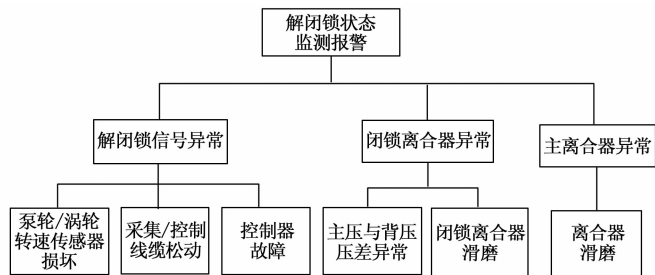 解闭锁状态
监测报警
解闭锁信号异常
闭锁离合器异常
主离合器异常
泵轮/涡轮
转速传感器
损坏
采集/控制
线缆松动
控制器
故障
主压与背压
压差异常
闭锁离合器
滑磨
离合器
滑磨